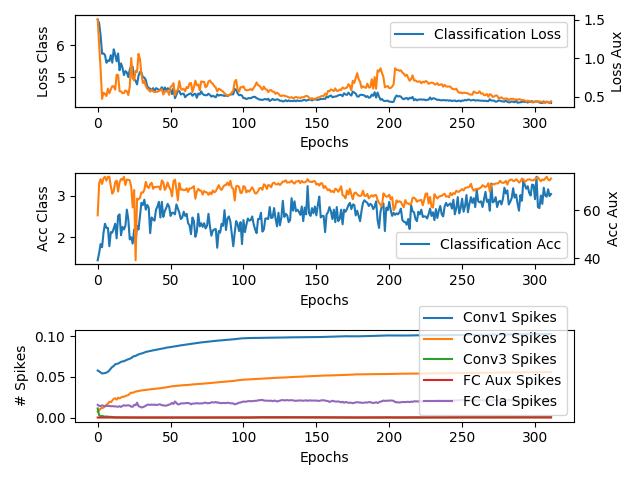 Classification Loss
Loss Class
Loss Aux
6
5
1.5
1.0
0.5
0 50 100 150 200 250 300
Epochs
Classification Acc
Acc Class
Acc Aux
3
2
60
40
0 50 100 150 200 250 300
Epochs
Conv1 Spikes
Conv2 Spikes
Conv3 Spikes
FC Aux Spikes
FC Cla Spikes
# Spikes
0.10
0.05
0.00
0 50 100 150 200 250 300
Epochs